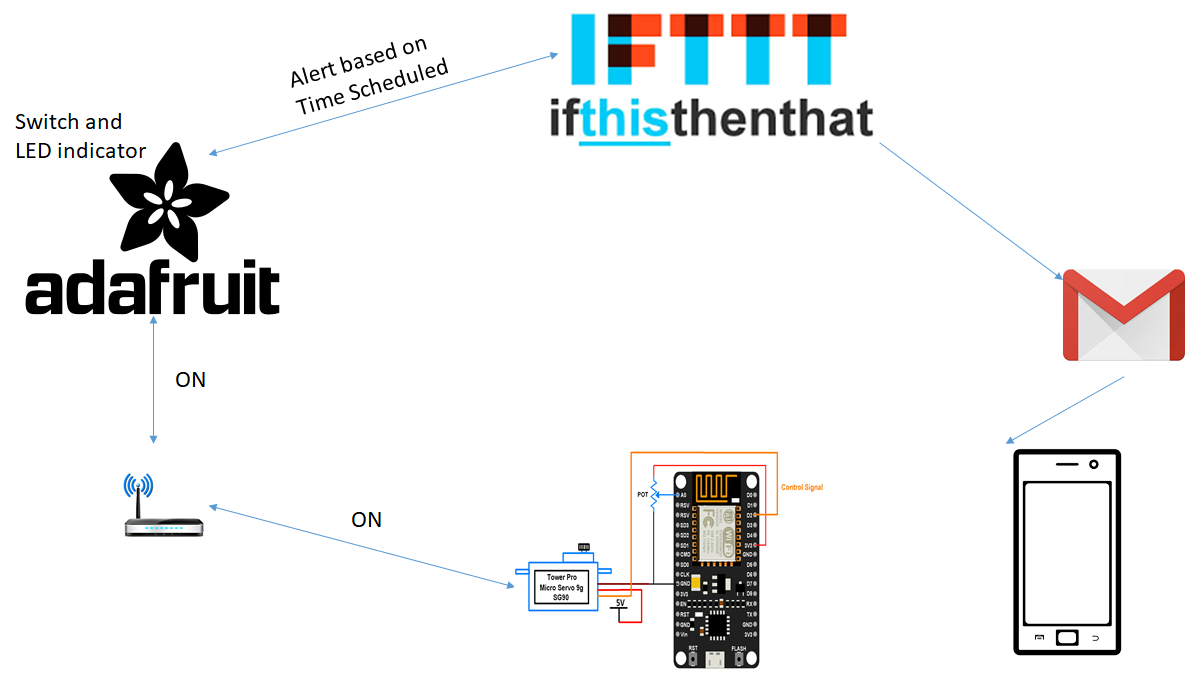 IFTTT
ifthisthenthat
Alert based on
Time Scheduled
Switch and
LED indicator
adafruit
ON
ON
Control Signal
POT
Tower Pro
Micro Servo 9g
SG90
5V
A0
RSV
RSV
SD3
SD2
SD1
CMD
SD0
CLK
GND
3V3
EN
RST
GND
Vin
D0
D1
D2
D3
D4
3V3
GND
D5
D6
D7
D8
RX
TX
GND
3V3
WiFi
RST
FLASH